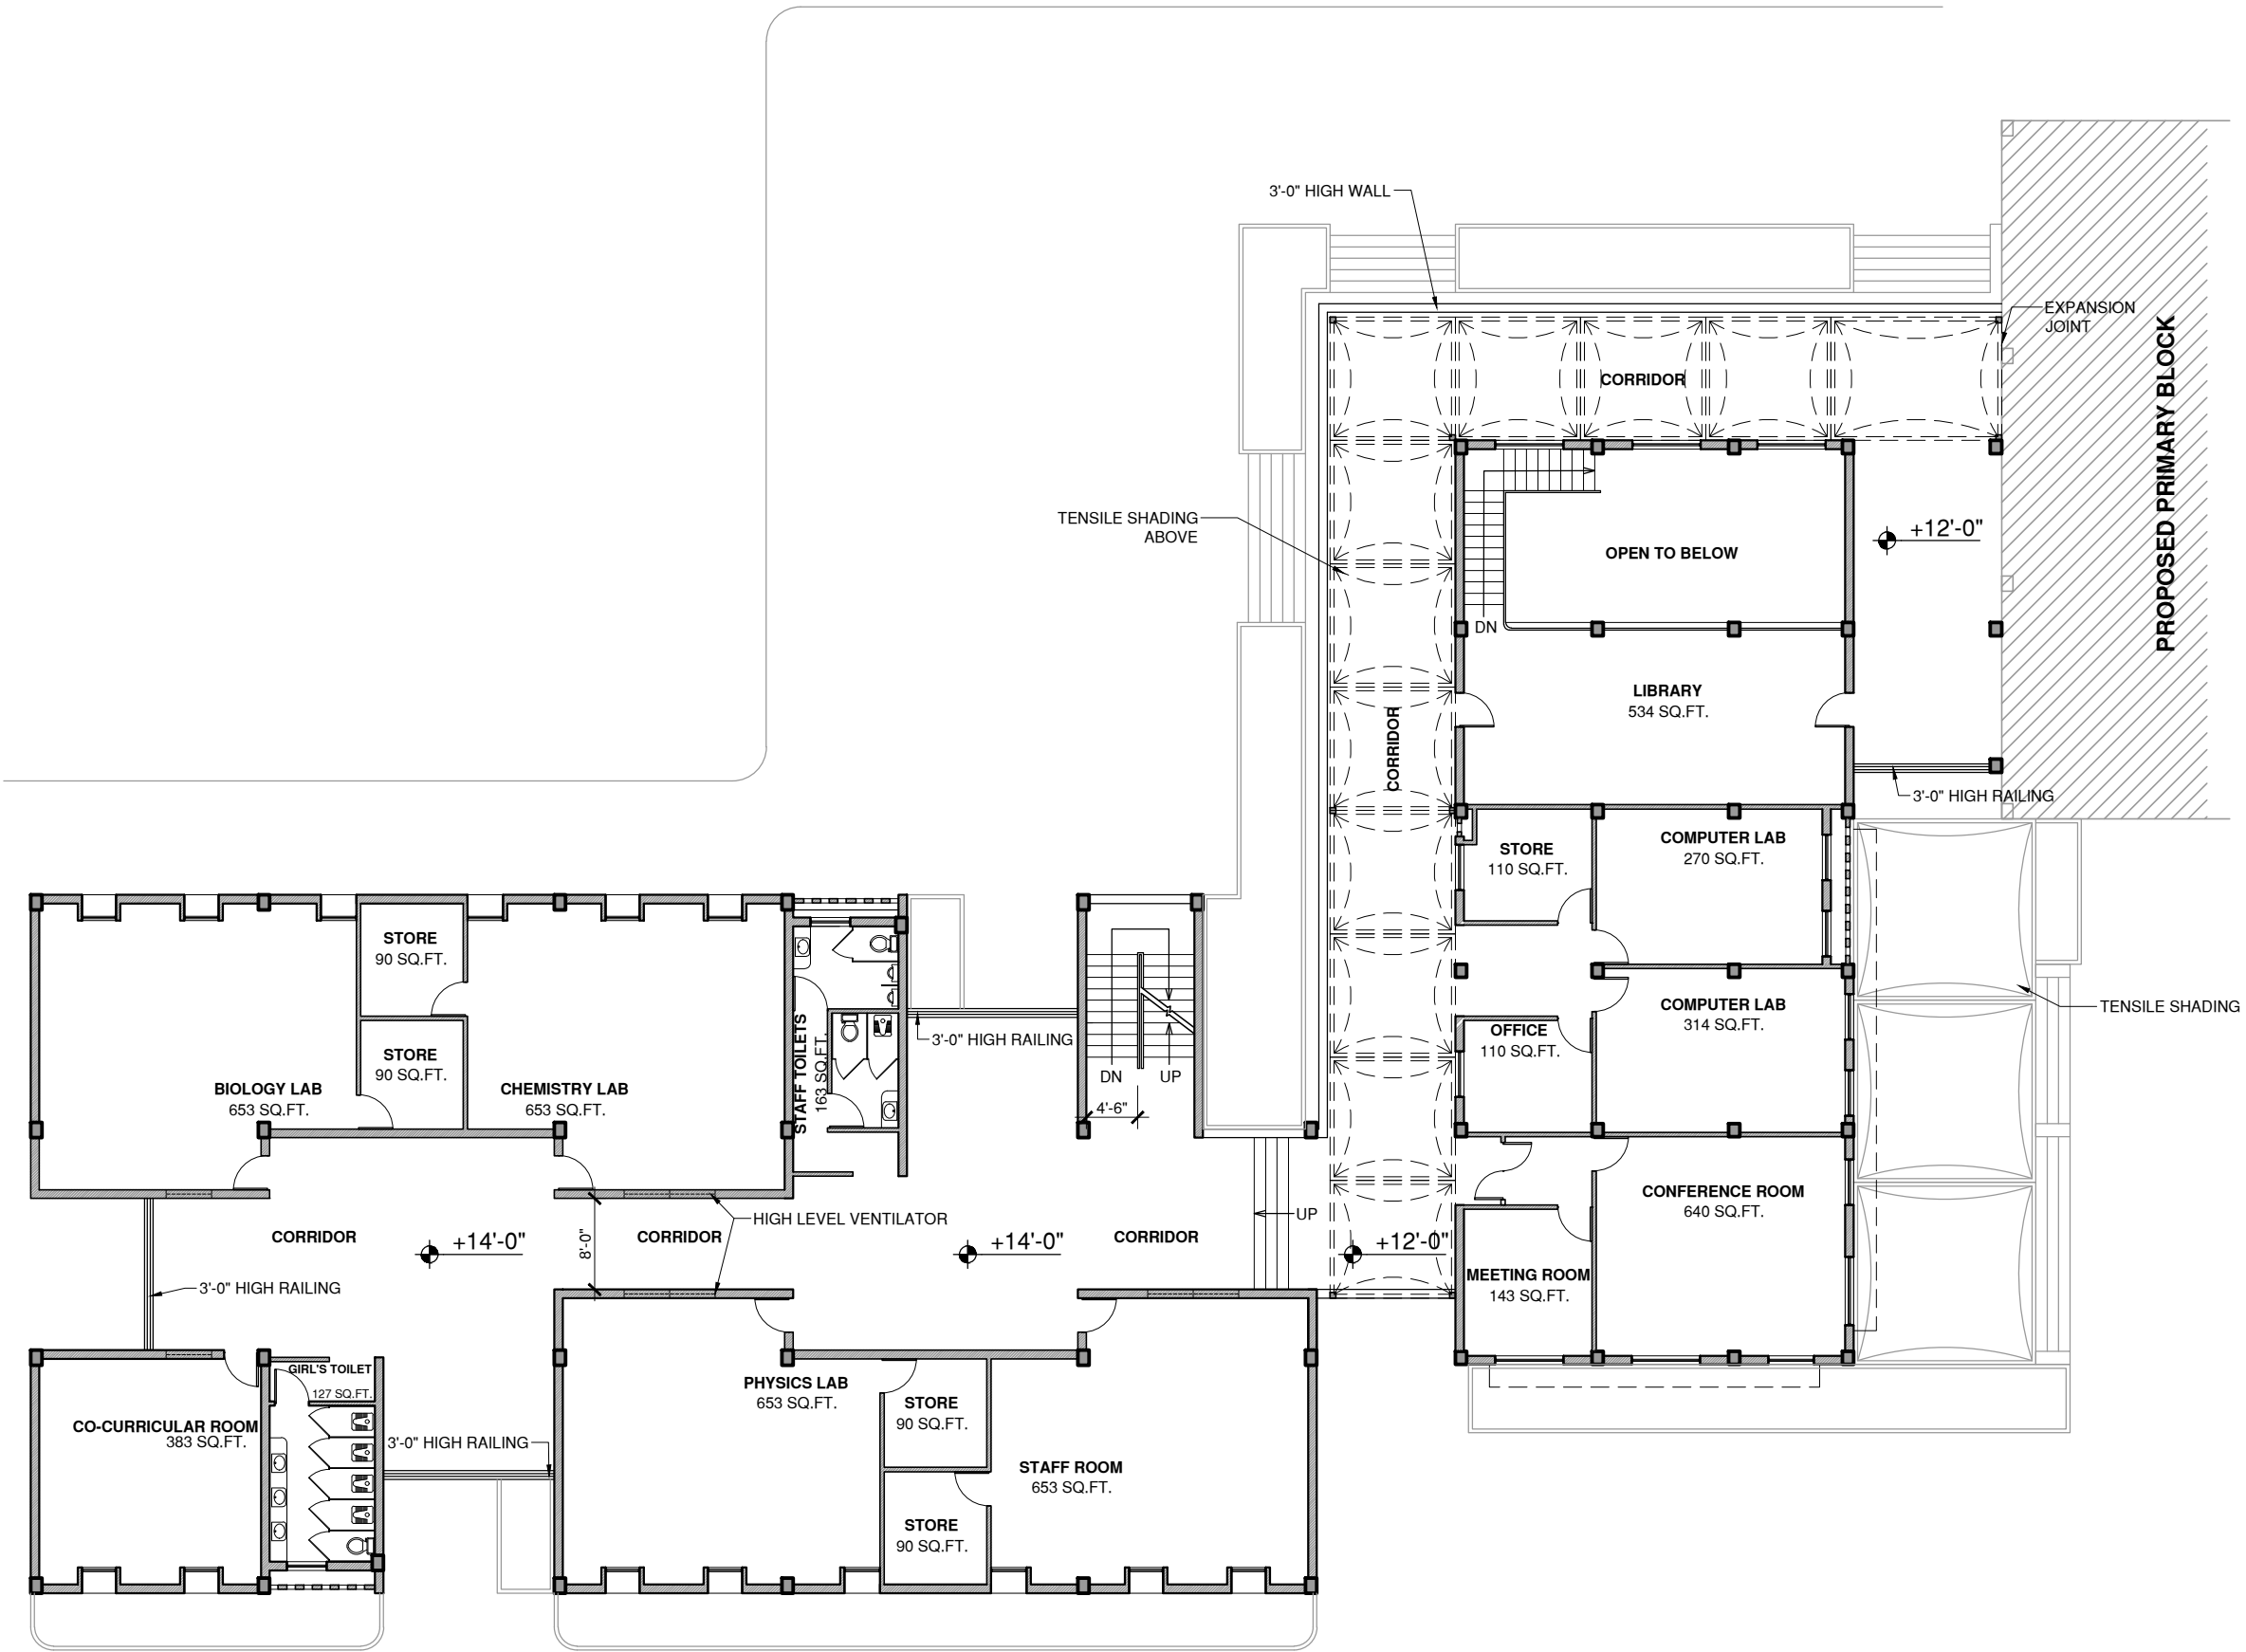 3'-0" HIGH WALL
EXPANSION
JOINT
PROPOSED PRIMARY BLOCK
CORRIDOR
TENSILE SHADING
ABOVE
+12'-0"
OPEN TO BELOW
DN
LIBRARY
534 SQ.FT.
CORRIDOR
3'-0" HIGH RAILING
STORE
110 SQ.FT.
COMPUTER LAB
270 SQ.FT.
STORE
90 SQ.FT.
COMPUTER LAB
314 SQ.FT.
TENSILE SHADING
OFFICE
110 SQ.FT.
STAFF TOILETS
163 SQ.FT.
3'-0" HIGH RAILING
STORE
90 SQ.FT.
DN
UP
4'-6"
BIOLOGY LAB
653 SQ.FT.
CHEMISTRY LAB
653 SQ.FT.
CONFERENCE ROOM
640 SQ.FT.
HIGH LEVEL VENTILATOR
UP
CORRIDOR
+14'-0"
8'-0"
CORRIDOR
+14'-0"
CORRIDOR
+12'-0"
MEETING ROOM
143 SQ.FT.
3'-0" HIGH RAILING
GIRL'S TOILET
127 SQ.FT.
PHYSICS LAB
653 SQ.FT.
STORE
90 SQ.FT.
CO-CURRICULAR ROOM
383 SQ.FT.
3'-0" HIGH RAILING
STAFF ROOM
653 SQ.FT.
STORE
90 SQ.FT.